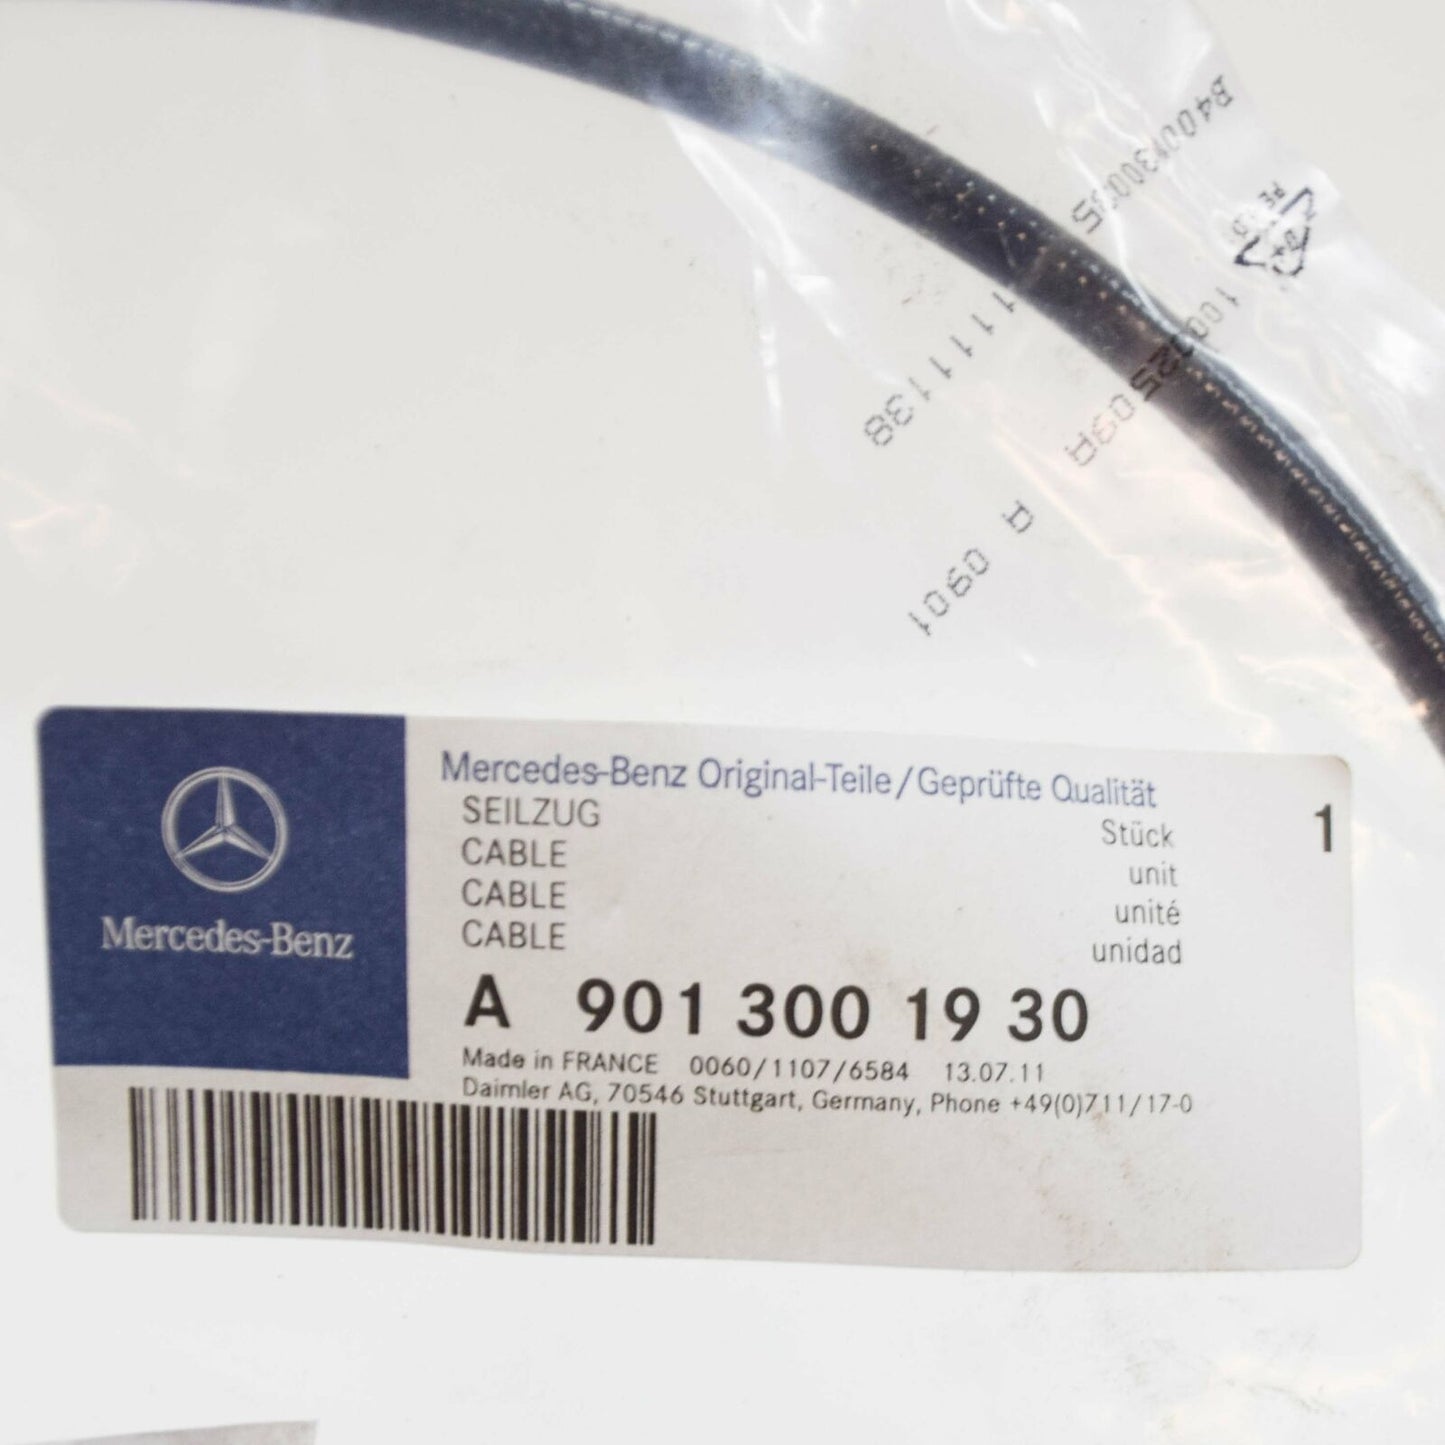 111138
A 0901
Mercedes-Benz
Mercedes-Benz Original-Teile/Geprüfte Qualität
SEILZUG Stück 1
CABLE unit
CABLE unité
CABLE unidad
A 901 300 19 30
Made in FRANCE 0060/1107/6584 13.07.11
Daimler AG, 70546 Stuttgart, Germany, Phone +49(0)711/17-0